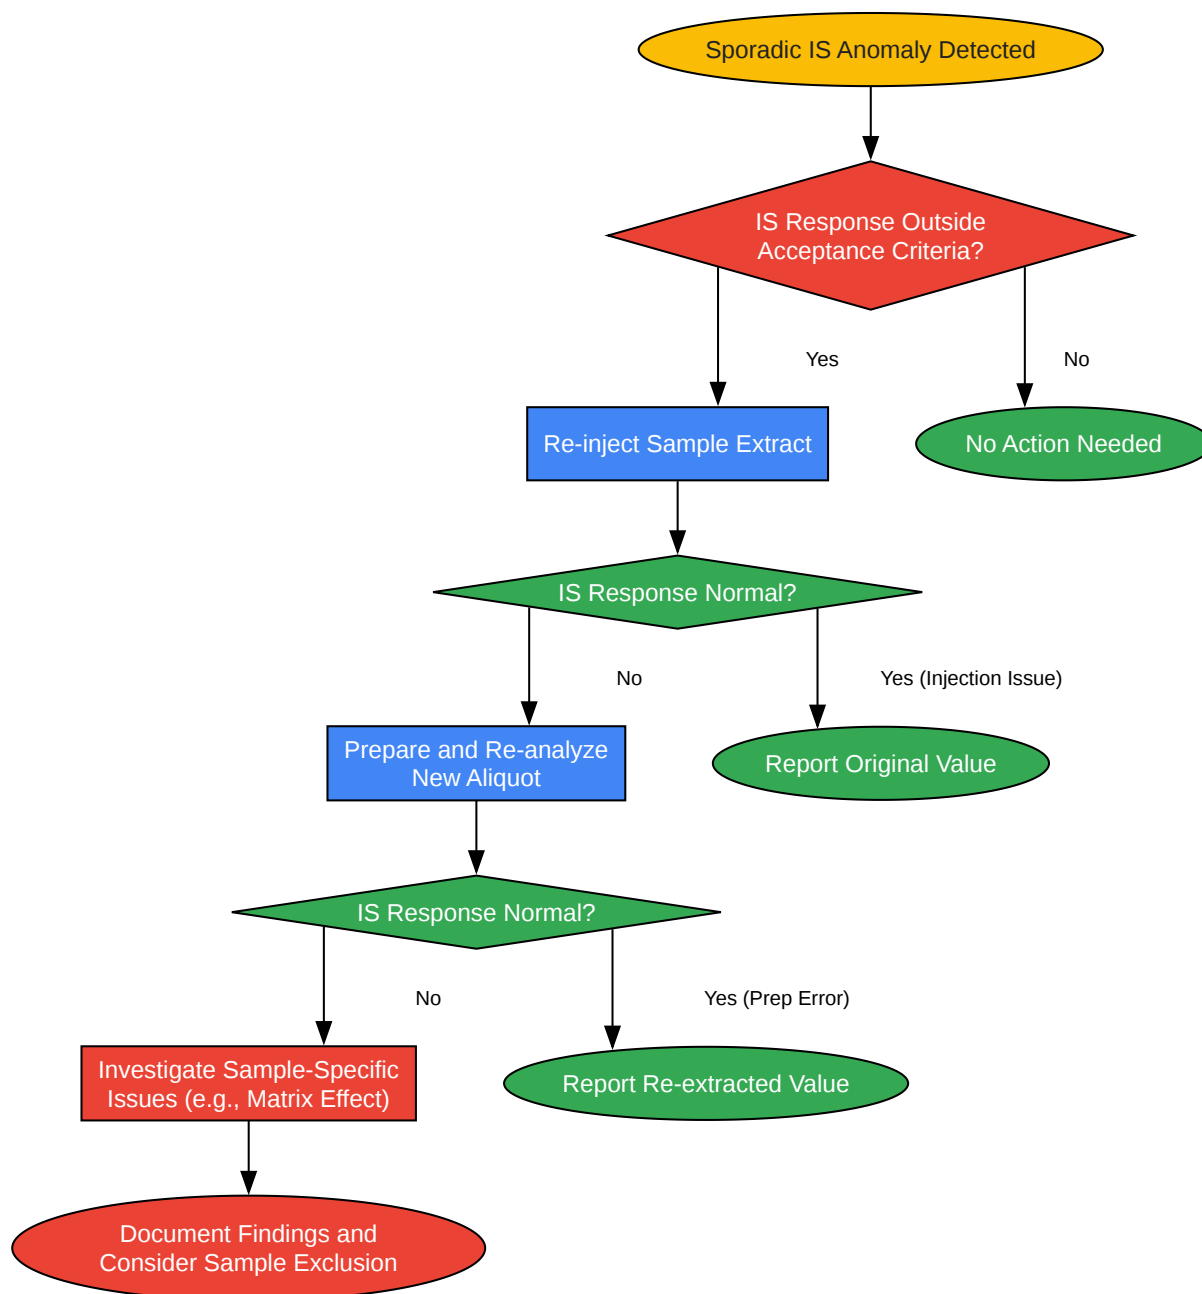 Sporadic IS Anomaly Detected
IS Response Outside
Acceptance Criteria?
Yes
No
Re-inject Sample Extract
No Action Needed
IS Response Normal?
No
Yes (Injection Issue)
Prepare and Re-analyze
New Aliquot
Report Original Value
IS Response Normal?
No
Yes (Prep Error)
Investigate Sample-Specific
Issues (e.g., Matrix Effect)
Report Re-extracted Value
Document Findings and
Consider Sample Exclusion